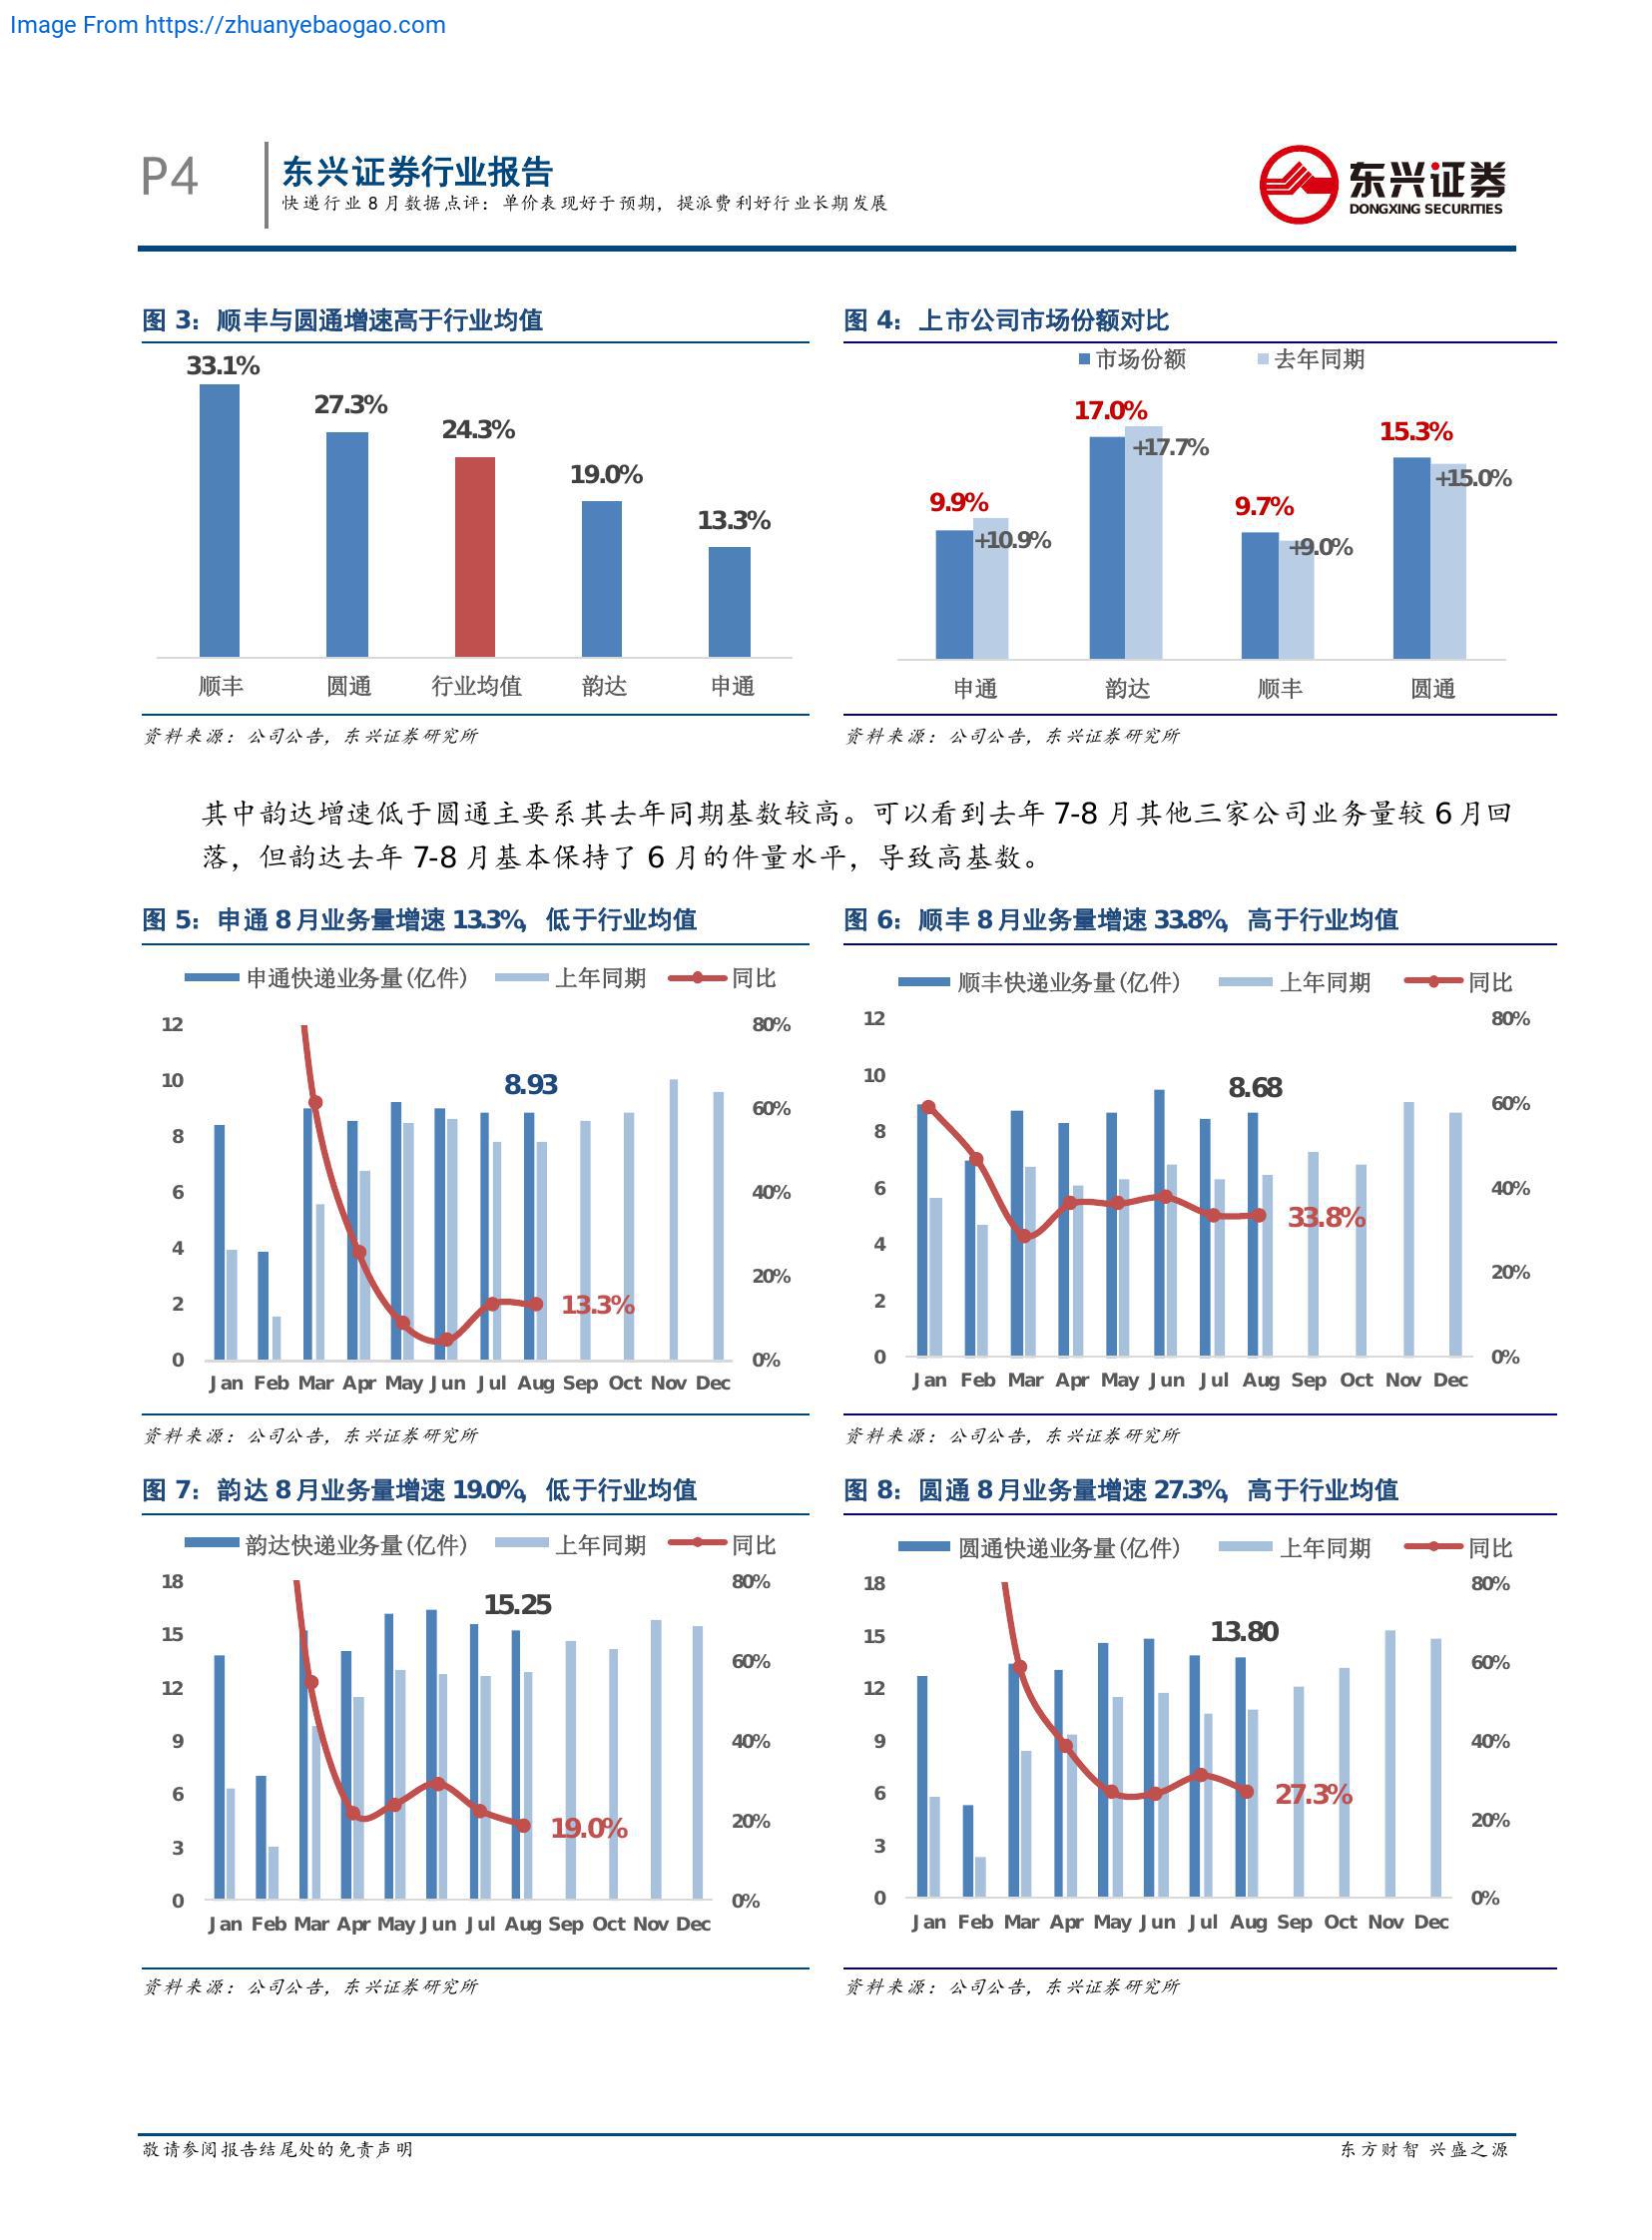 Image From https://zhuanyebaogao.com
P4
东兴证券行业报告
快递行业 8 月数据点评：单价表现好于预期，提派费利好行业长期发展
东兴证券
DONGXING SECURITIES
图 3：顺丰与圆通增速高于行业均值
33.1%
27.3%
24.3%
19.0%
13.3%
顺丰 圆通 行业均值 韵达 申通
资料来源：公司公告，东兴证券研究所
图 4：上市公司市场份额对比
市场份额 去年同期
9.9%
+10.9%
17.0%
+17.7%
9.7%
+9.0%
15.3%
+15.0%
申通 韵达 顺丰 圆通
资料来源：公司公告，东兴证券研究所
其中韵达增速低于圆通主要系其去年同期基数较高。可以看到去年 7-8 月其他三家公司业务量较 6 月回
落，但韵达去年 7-8 月基本保持了 6 月的件量水平，导致高基数。
图 5：申通 8 月业务量增速 13.3%，低于行业均值
申通快递业务量(亿件) 上年同期 同比
12 80%
10
60%
8
6 40%
4
20%
2
0 0%
8.93
13.3%
Jan Feb Mar Apr May Jun Jul Aug Sep Oct Nov Dec
资料来源：公司公告，东兴证券研究所
图 6：顺丰 8 月业务量增速 33.8%，高于行业均值
顺丰快递业务量(亿件) 上年同期 同比
12 80%
10
60%
8
6 40%
4
20%
2
0 0%
8.68
33.8%
Jan Feb Mar Apr May Jun Jul Aug Sep Oct Nov Dec
资料来源：公司公告，东兴证券研究所
图 7：韵达 8 月业务量增速 19.0%，低于行业均值
韵达快递业务量(亿件) 上年同期 同比
18 80%
15
60%
12
9 40%
6
20%
3
0 0%
15.25
19.0%
Jan Feb Mar Apr May Jun Jul Aug Sep Oct Nov Dec
资料来源：公司公告，东兴证券研究所
图 8：圆通 8 月业务量增速 27.3%，高于行业均值
圆通快递业务量(亿件) 上年同期 同比
18 80%
15
60%
12
9 40%
6
20%
3
0 0%
13.80
27.3%
Jan Feb Mar Apr May Jun Jul Aug Sep Oct Nov Dec
资料来源：公司公告，东兴证券研究所
敬请参阅报告结尾处的免责声明
东方财智 兴盛之源